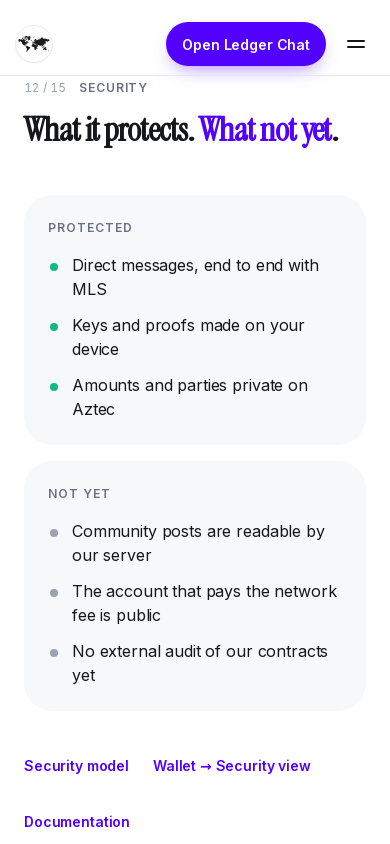 Open Ledger Chat
12 / 15 SECURITY
What it protects. What not yet.
PROTECTED
Direct messages, end to end with
MLS
Keys and proofs made on your
device
Amounts and parties private on
Aztec
NOT YET
Community posts are readable by
our server
The account that pays the network
fee is public
No external audit of our contracts
yet
Security model Wallet → Security view
Documentation